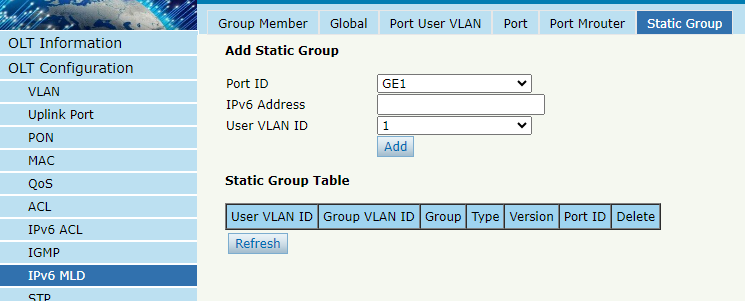 Group Member Global Port User VLAN Port Port Mrouter Static Group
OLT Information
OLT Configuration
VLAN
Uplink Port
PON
MAC
QoS
ACL
IPv6 ACL
IGMP
IPv6 MLD
STP
Add Static Group
Port ID GE1
IPv6 Address
User VLAN ID 1
Add
Static Group Table
User VLAN ID Group VLAN ID Group Type Version Port ID Delete
Refresh